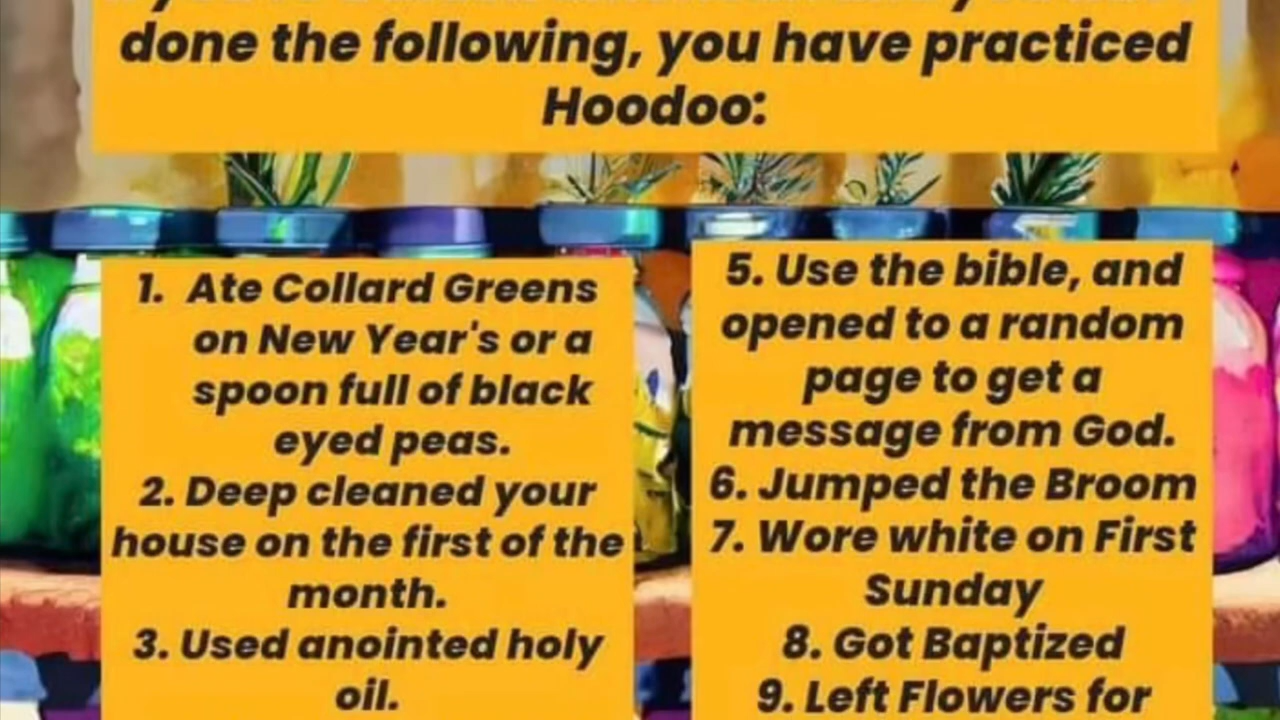 done the following, you have practiced
Hoodoo:
1. Ate Collard Greens
on New Year's or a
spoon full of black
eyed peas.
2. Deep cleaned your
house on the first of the
month.
3. Used anointed holy
oil.
5. Use the bible, and
opened to a random
page to get a
message from God.
6. Jumped the Broom
7. Wore white on First
Sunday
8. Got Baptized
9. Left Flowers for